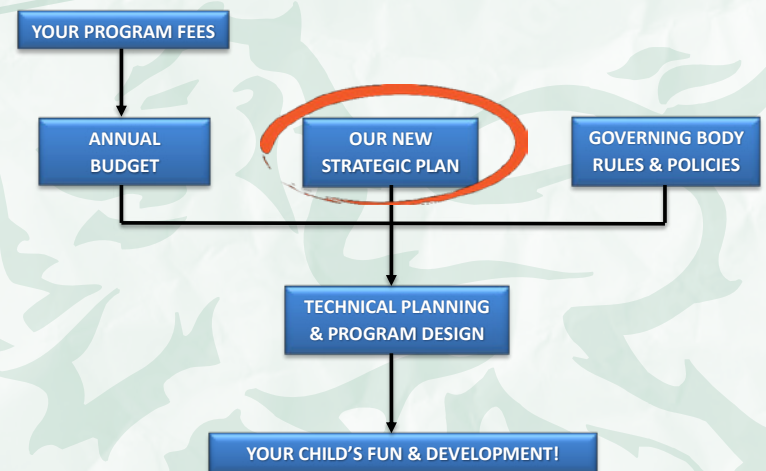 YOUR PROGRAM FEES
ANNUAL
BUDGET
OUR NEW
STRATEGIC PLAN
GOVERNING BODY
RULES & POLICIES
TECHNICAL PLANNING
& PROGRAM DESIGN
YOUR CHILD'S FUN & DEVELOPMENT!